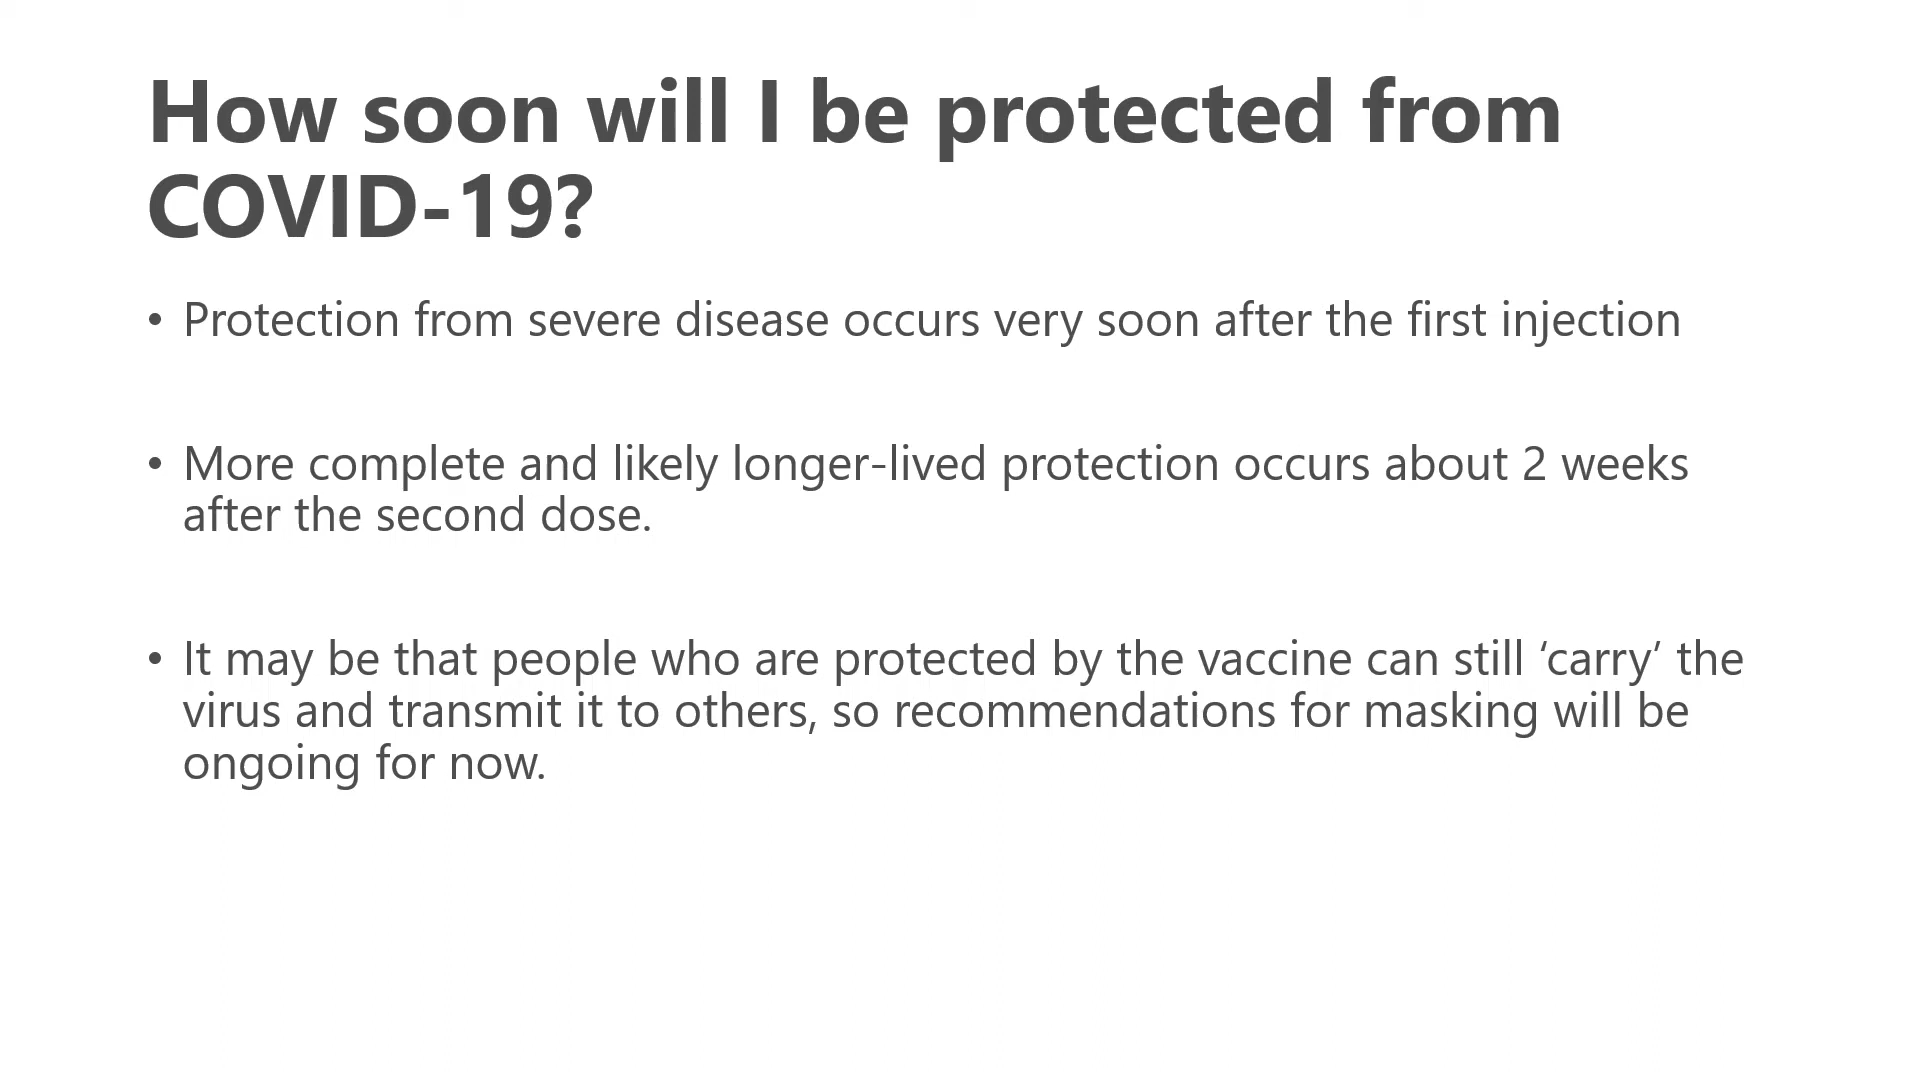 How soon will I be protected from
COVID-19?
• Protection from severe disease occurs very soon after the first injection
• More complete and likely longer-lived protection occurs about 2 weeks
after the second dose.
• It may be that people who are protected by the vaccine can still ‘carry’ the
virus and transmit it to others, so recommendations for masking will be
ongoing for now.